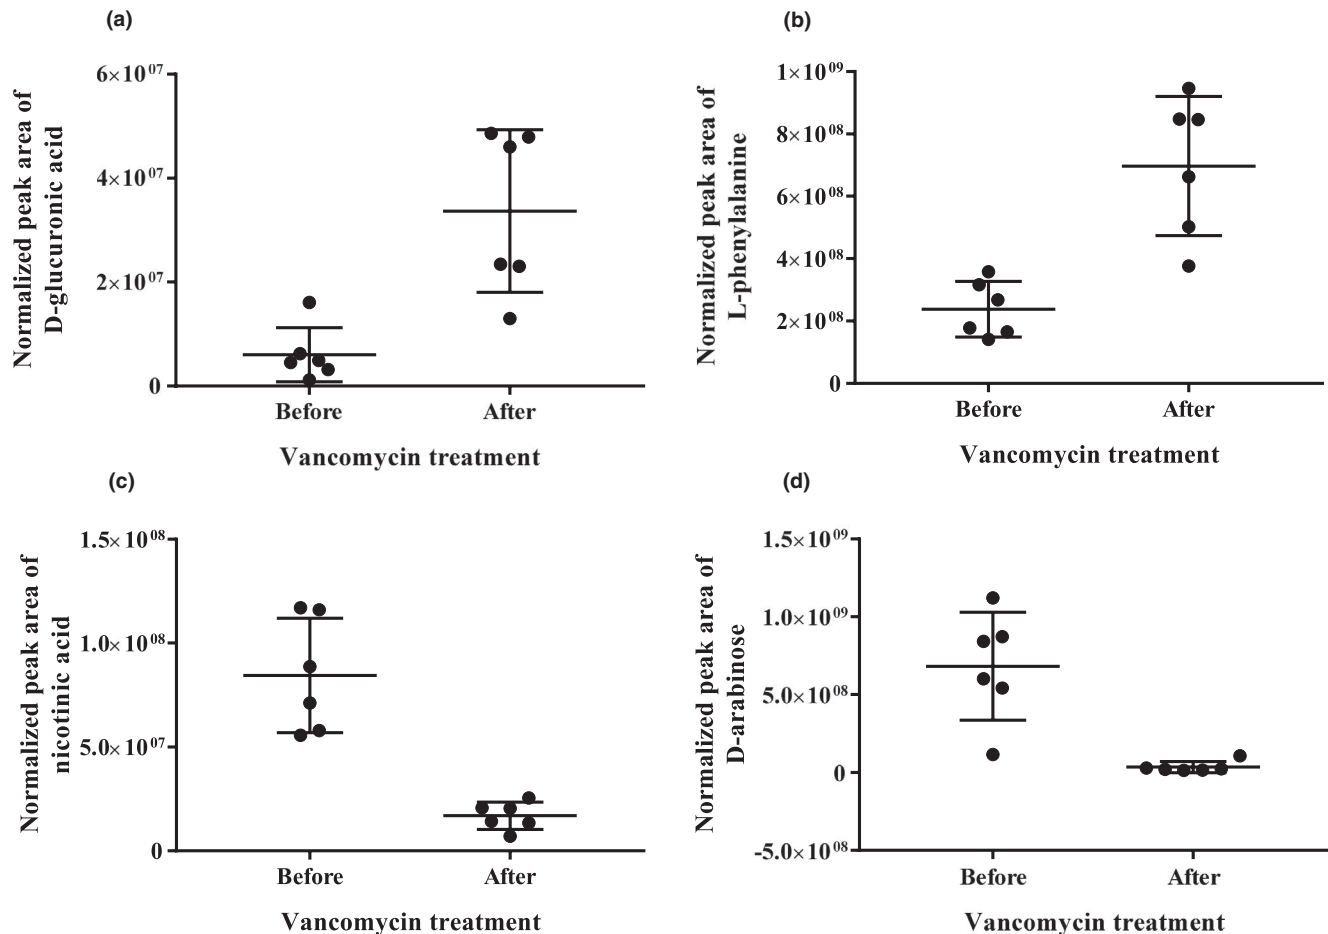 (a)
Normalized peak area of
D-glucuronic acid
6×10⁰⁷
4×10⁰⁷
2×10⁰⁷
0
Before After
Vancomycin treatment
(b)
Normalized peak area of
L-phenylalanine
1×10⁰⁹
8×10⁰⁸
6×10⁰⁸
4×10⁰⁸
2×10⁰⁸
0
Before After
Vancomycin treatment
(c)
Normalized peak area of
nicotinic acid
1.5×10⁰⁸
1.0×10⁰⁸
5.0×10⁰⁷
0
Before After
Vancomycin treatment
(d)
Normalized peak area of
D-arabinose
1.5×10⁰⁹
1.0×10⁰⁹
5.0×10⁰⁸
0
-5.0×10⁰⁸
Before After
Vancomycin treatment